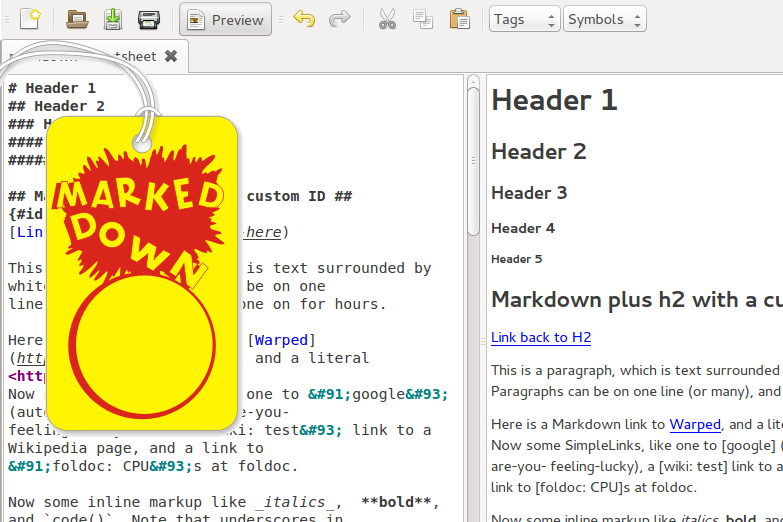 Preview
Tags
Symbols
tsheet
# Header 1
## Header 2
### H
####
#####
## M custom ID ##
{#id
[Lin -here)
This is text surrounded by
white be on one
line one on for hours.
Here [Warped]
(htt and a literal
<http
Now s one to &#91;google&#93;
(auto e-you-
feeling ki: test&#93; link to a
Wikipedia page, and a link to
&#91;foldoc: CPU&#93;s at foldoc.
Now some inline markup like _italics_, **bold**,
and `code()`. Note that underscores in
MARKED
DOWN
Header 1
Header 2
Header 3
Header 4
Header 5
Markdown plus h2 with a cu
Link back to H2
This is a paragraph, which is text surrounded
Paragraphs can be on one line (or many), and
Here is a Markdown link to Warped, and a lite
Now some SimpleLinks, like one to [google] (
are-you- feeling-lucky), a [wiki: test] link to a
link to [foldoc: CPU]s at foldoc.
Now some inline markup like italics, bold, and